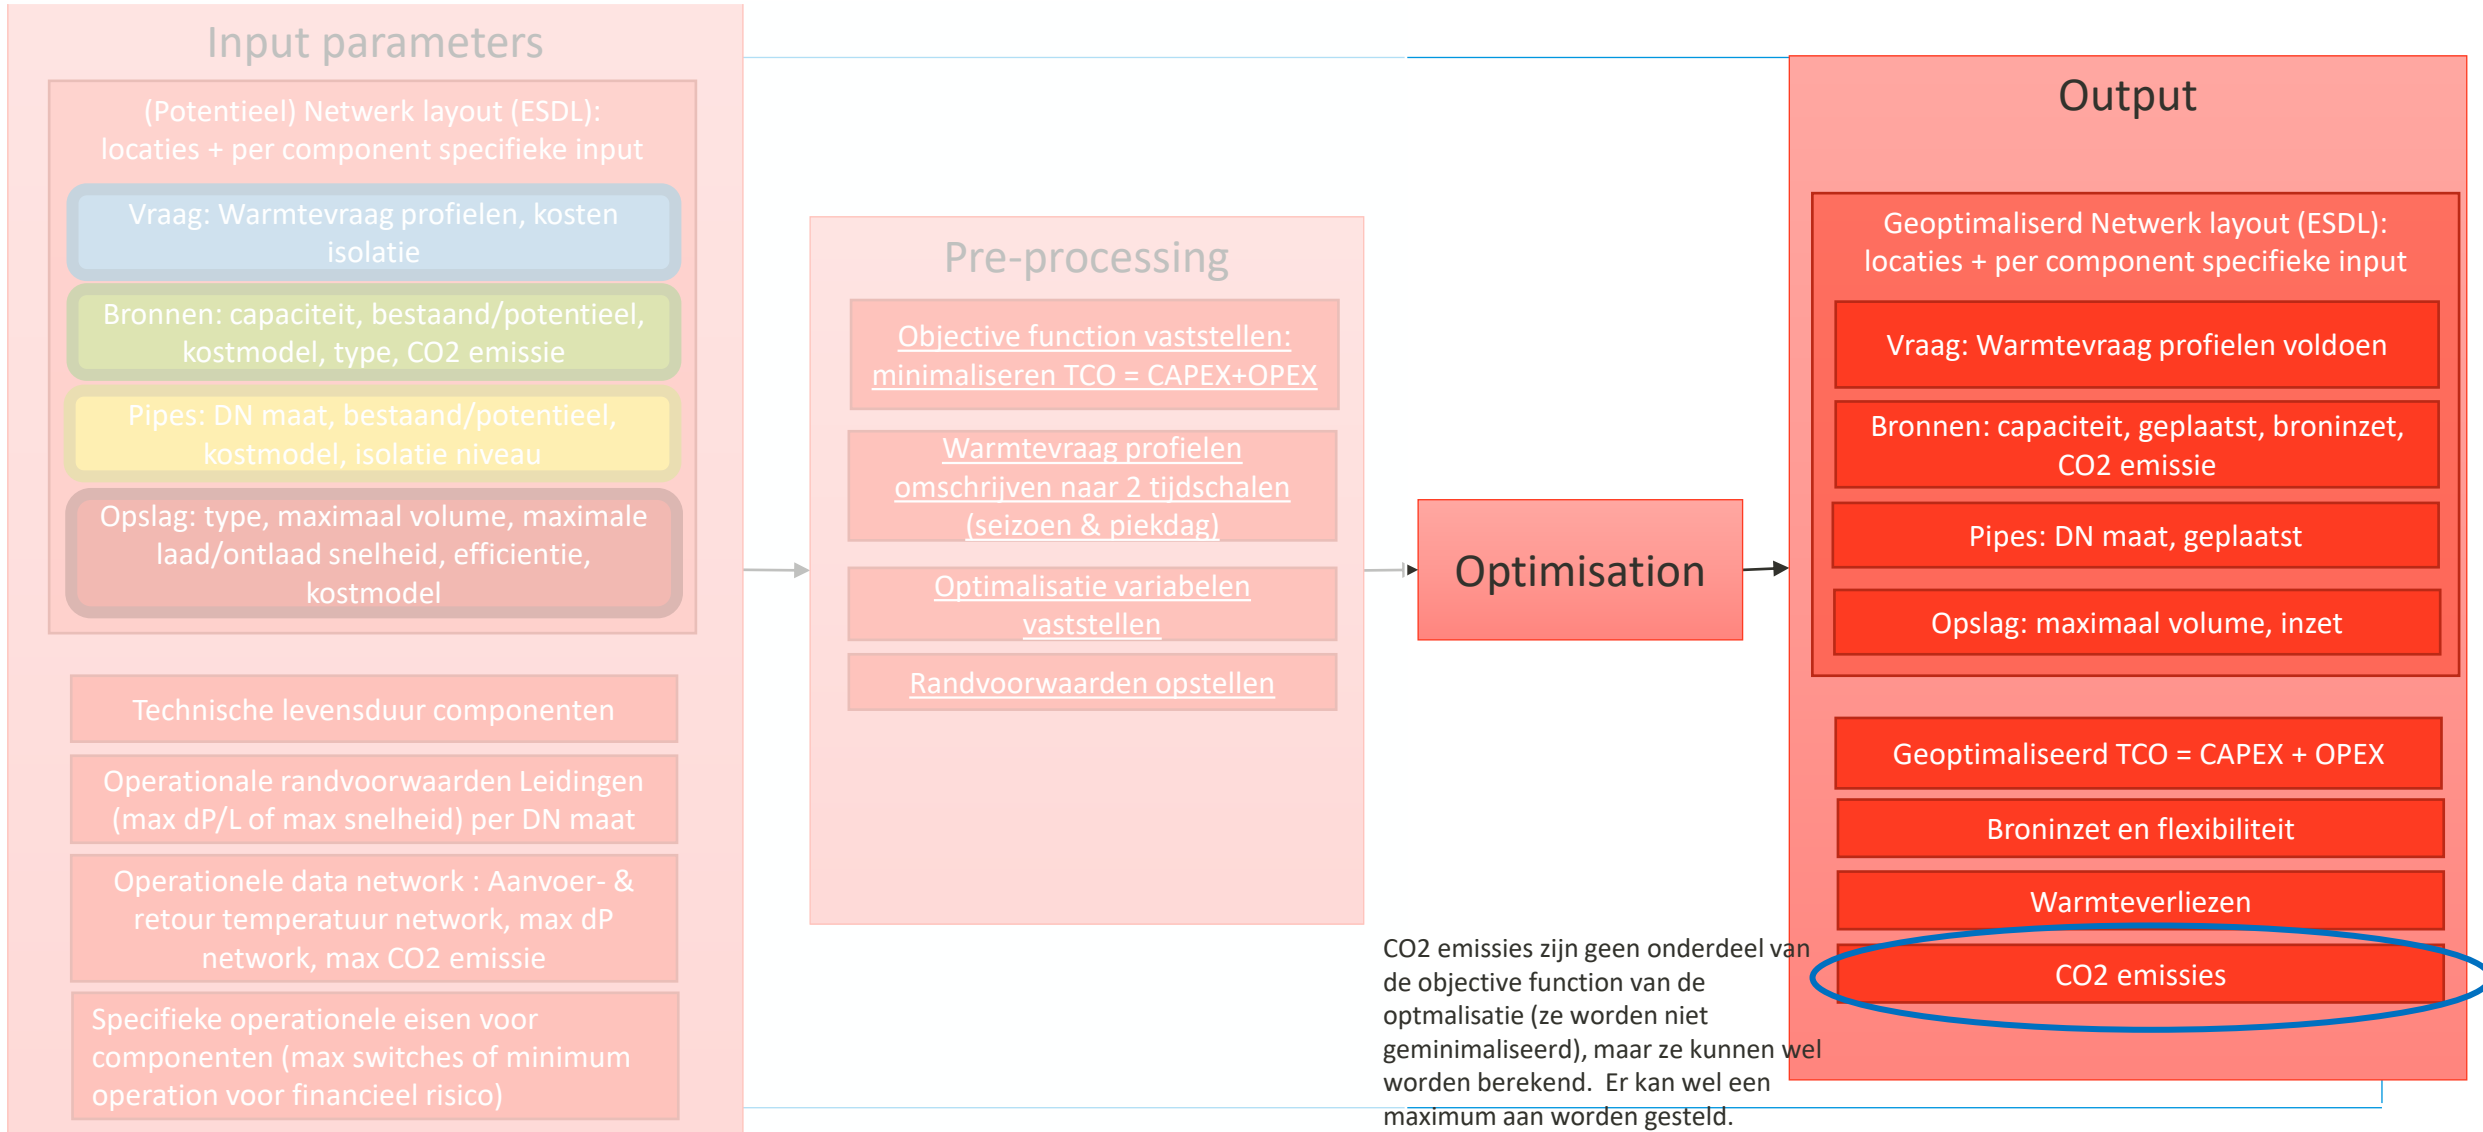 Input parameters
(Potentieel) Netwerk layout (ESDL):
locaties + per component specifieke input
Vraag: Warmtevraag profielen, kosten
isolatie
Bronnen: capaciteit, bestaand/potentieel,
kostmodel, type, CO2 emissie
Pipes: DN maat, bestaand/potentieel,
kostmodel, isolatie niveau
Opslag: type, maximaal volume, maximale
laad/ontlaad snelheid, efficientie,
kostmodel
Technische levensduur componenten
Operationale randvoorwaarden Leidingen
(max dP/L of max snelheid) per DN maat
Operationele data network : Aanvoer- &
retour temperatuur network, max dP
network, max CO2 emissie
Specifieke operationele eisen voor
componenten (max switches of minimum
operation voor financieel risico)
Pre-processing
Objective function vaststellen:
minimaliseren TCO = CAPEX+OPEX
Warmtevraag profielen
omschrijven naar 2 tijdschalen
(seizoen & piekdag)
Optimalisatie variabelen
vaststellen
Randvoorwaarden opstellen
Optimisation
CO2 emissies zijn geen onderdeel van
de objective function van de
optmalisatie (ze worden niet
geminimaliseerd), maar ze kunnen wel
worden berekend.  Er kan wel een
maximum aan worden gesteld.
Output
Geoptimaliserd Netwerk layout (ESDL):
locaties + per component specifieke input
Vraag: Warmtevraag profielen voldoen
Bronnen: capaciteit, geplaatst, broninzet,
CO2 emissie
Pipes: DN maat, geplaatst
Opslag: maximaal volume, inzet
Geoptimaliseerd TCO = CAPEX + OPEX
Broninzet en flexibiliteit
Warmteverliezen
CO2 emissies